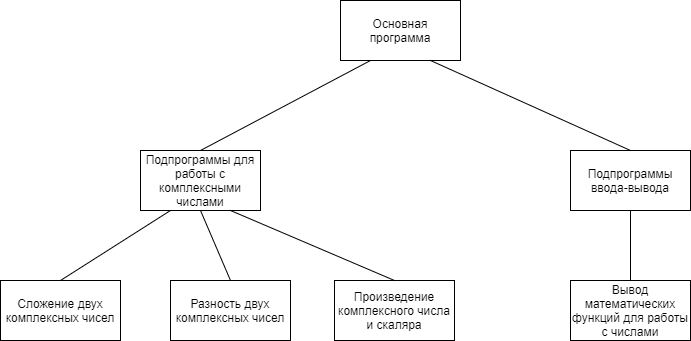 Основная
программа
Подпрограммы для
работы с
комплексными
числами
Подпрограммы
ввода-вывода
Сложение двух
комплексных чисел
Разность двух
комплексных чисел
Произведение
комплексного числа
и скаляра
Вывод
математических
функций для работы
с числами